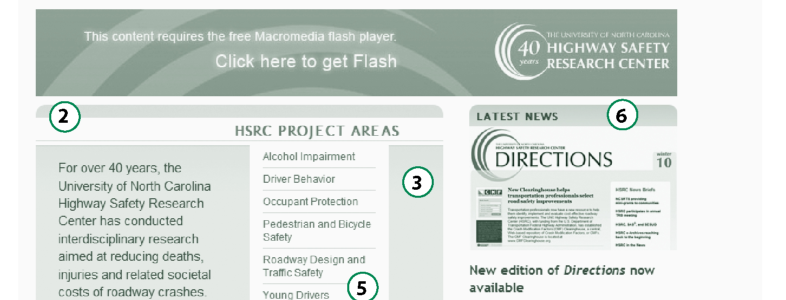 This content requires the free Macromedia flash player.
Click here to get Flash
THE UNIVERSITY OF NORTH CAROLINA
40 years
HIGHWAY SAFETY
RESEARCH CENTER
2
HSRC PROJECT AREAS
For over 40 years, the
University of North Carolina
Highway Safety Research
Center has conducted
interdisciplinary research
aimed at reducing deaths,
injuries and related societal
costs of roadway crashes.
Alcohol Impairment
Driver Behavior
Occupant Protection
Pedestrian and Bicycle
Safety
Roadway Design and
Traffic Safety
Young Drivers
3
5
LATEST NEWS
6
HIGHWAY SAFETY RESEARCH CENTER
DIRECTIONS
winter
10
New Clearinghouse helps
transportation professionals select
road safety improvements
HSRC News Briefs
New edition of Directions now
available